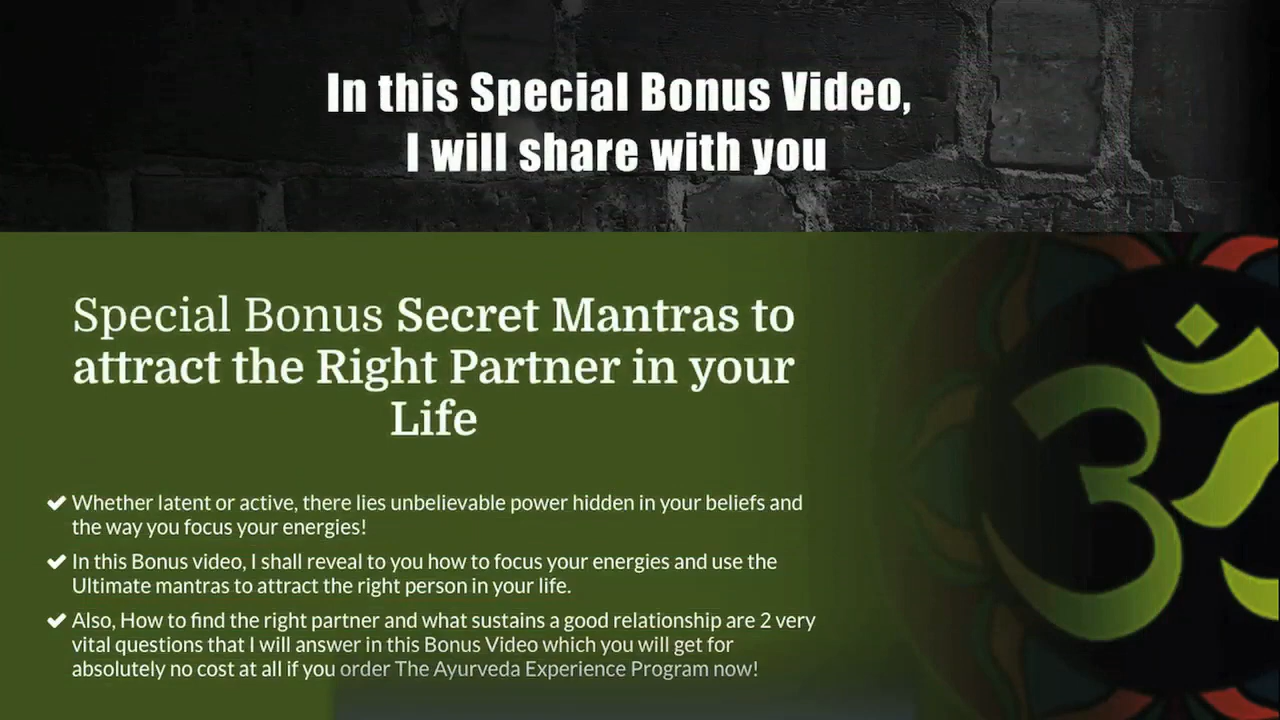 In this Special Bonus Video,
I will share with you
Special Bonus Secret Mantras to
attract the Right Partner in your
Life
Whether latent or active, there lies unbelievable power hidden in your beliefs and
the way you focus your energies!
In this Bonus video, I shall reveal to you how to focus your energies and use the
Ultimate mantras to attract the right person in your life.
Also, How to find the right partner and what sustains a good relationship are 2 very
vital questions that I will answer in this Bonus Video which you will get for
absolutely no cost at all if you order The Ayurveda Experience Program now!
ॐ